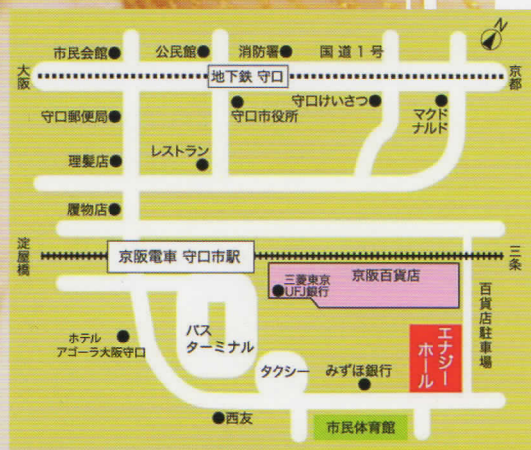 N
市民会館
公民館
消防署
国道1号
大阪
地下鉄 守口
京都
守口郵便局
守口市役所
守口けいさつ
マクド
ナルド
理髪店
レストラン
履物店
淀屋橋
京阪電車 守口市駅
三条
三菱東京
UFJ銀行
京阪百貨店
百貨店駐車場
ホテル
アゴーラ大阪守口
バス
ターミナル
タクシー
みずほ銀行
エナジー
ホール
西友
市民体育館